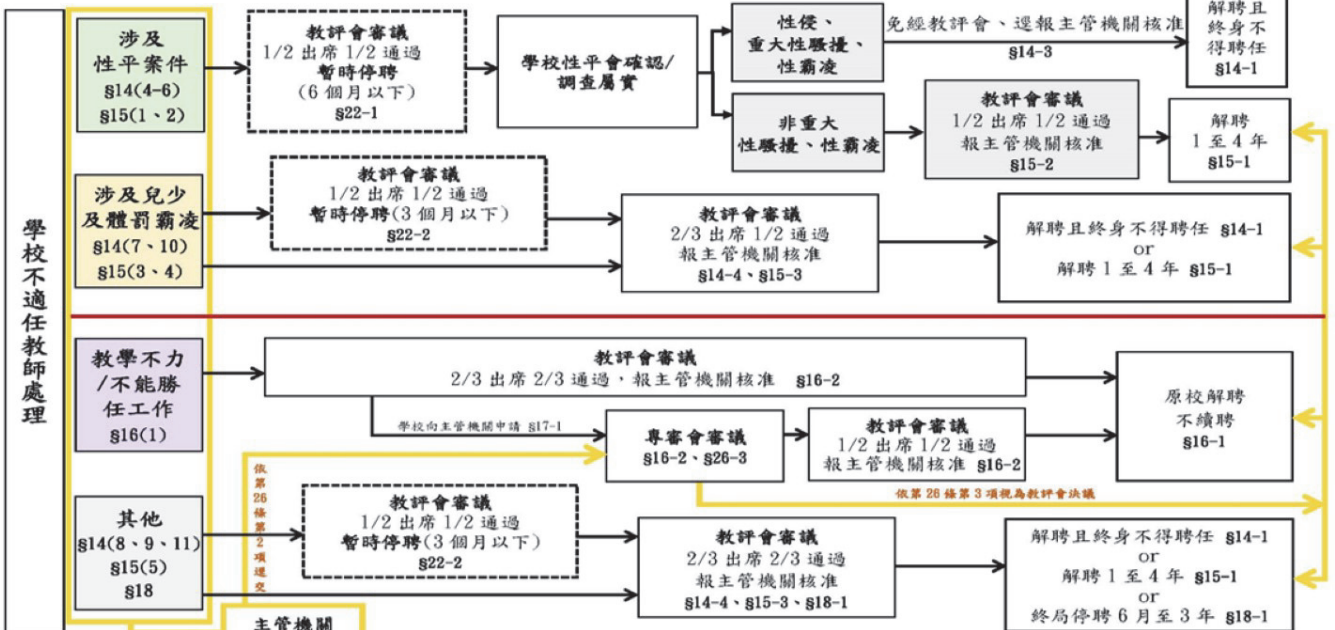 學校不適任教師處理
涉及
性平案件
§14(4-6)
§15(1、2)
教評會審議
1/2 出席 1/2 通過
暫時停聘
(6 個月以下)
§22-1
學校性平會確認/
調查屬實
性侵、
重大性騷擾、
性霸凌
免經教評會、逕報主管機關核准
§14-3
解聘且
終身不
得聘任
§14-1
非重大
性騷擾、性霸凌
教評會審議
1/2 出席 1/2 通過
報主管機關核准
§15-2
解聘
1 至 4 年
§15-1
涉及兒少
及體罰霸凌
§14(7、10)
§15(3、4)
教評會審議
1/2 出席 1/2 通過
暫時停聘(3 個月以下)
§22-2
教評會審議
2/3 出席 1/2 通過
報主管機關核准
§14-4、§15-3
解聘且終身不得聘任 §14-1
or
解聘 1 至 4 年 §15-1
教學不力
/不能勝
任工作
§16(1)
教評會審議
2/3 出席 2/3 通過，報主管機關核准 §16-2
學校向主管機關申請 §17-1
專審會審議
§16-2、§26-3
教評會審議
1/2 出席 1/2 通過
報主管機關核准 §16-2
原校解聘
不續聘
§16-1
依第26條第2項逕交
依第 26 條第 3 項視為教評會決議
其他
§14(8、9、11)
§15(5)
§18
教評會審議
1/2 出席 1/2 通過
暫時停聘(3 個月以下)
§22-2
教評會審議
2/3 出席 2/3 通過
報主管機關核准
§14-4、§15-3、§18-1
解聘且終身不得聘任 §14-1
or
解聘 1 至 4 年 §15-1
or
終局停聘 6 月至 3 年 §18-1
主管機關